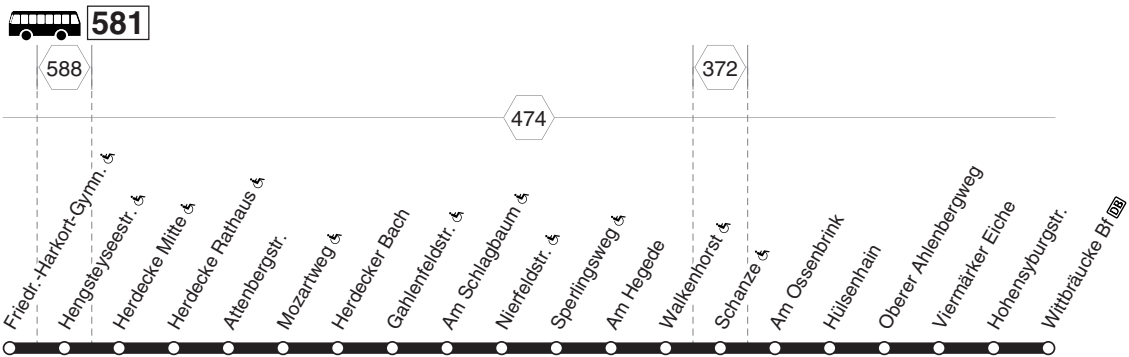 581
588
372
474
Friedr.-Harkort-Gymn.
Hengsteyseestr.
Herdecke Mitte
Herdecke Rathaus
Attenbergstr.
Mozartweg
Herdecker Bach
Gahlenfeldstr.
Am Schlagbaum
Nierfeldstr.
Sperlingsweg
Am Hegede
Walkenhorst
Schanze
Am Ossenbrink
Hülsenhain
Oberer Ahlenbergweg
Viermärker Eiche
Hohensyburgstr.
Wittbräucke Bf DB